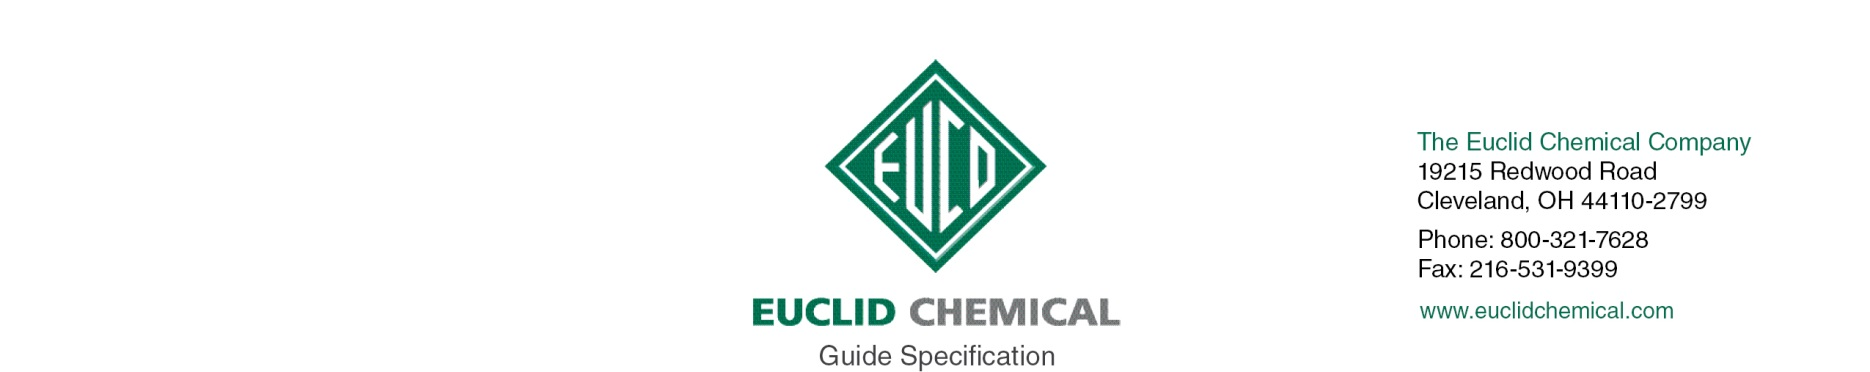 EUCO
EUCLID CHEMICAL
Guide Specification
The Euclid Chemical Company
19215 Redwood Road
Cleveland, OH 44110-2799
Phone: 800-321-7628
Fax: 216-531-9399
www.euclidchemical.com